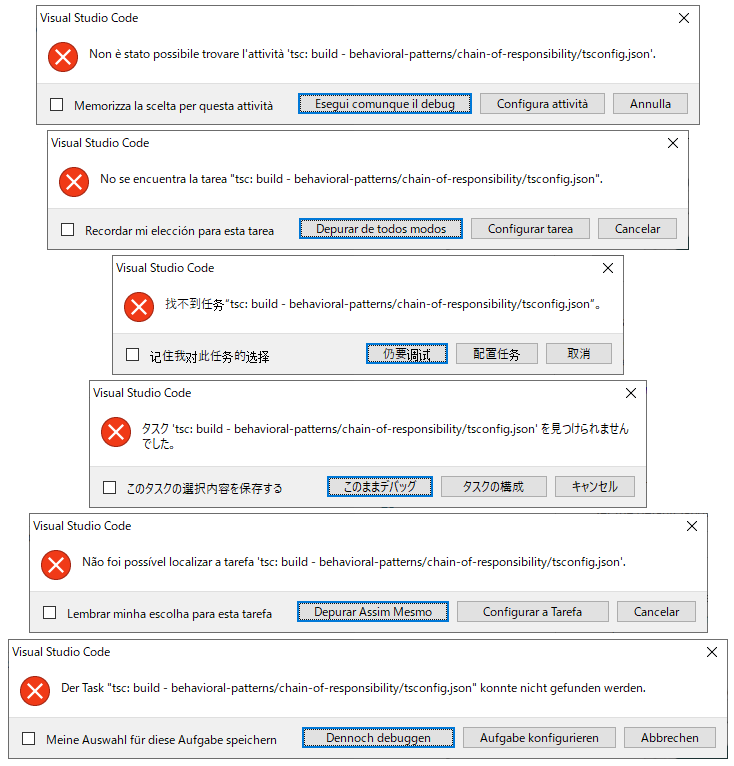 Visual Studio Code
Non è stato possibile trovare l'attività 'tsc: build - behavioral-patterns/chain-of-responsibility/tsconfig.json'.
Memorizza la scelta per questa attività
Esegui comunque il debug
Configura attività
Annulla
Visual Studio Code
No se encuentra la tarea "tsc: build - behavioral-patterns/chain-of-responsibility/tsconfig.json".
Recordar mi elección para esta tarea
Depurar de todos modos
Configurar tarea
Cancelar
Visual Studio Code
找不到任务“tsc: build - behavioral-patterns/chain-of-responsibility/tsconfig.json”。
记住我对此任务的选择
仍要调试
配置任务
取消
Visual Studio Code
タスク 'tsc: build - behavioral-patterns/chain-of-responsibility/tsconfig.json' を見つけられません
でした。
このタスクの選択内容を保存する
このままデバッグ
タスクの構成
キャンセル
Visual Studio Code
Não foi possível localizar a tarefa 'tsc: build - behavioral-patterns/chain-of-responsibility/tsconfig.json'.
Lembrar minha escolha para esta tarefa
Depurar Assim Mesmo
Configurar a Tarefa
Cancelar
Visual Studio Code
Der Task "tsc: build - behavioral-patterns/chain-of-responsibility/tsconfig.json" konnte nicht gefunden werden.
Meine Auswahl für diese Aufgabe speichern
Dennoch debuggen
Aufgabe konfigurieren
Abbrechen